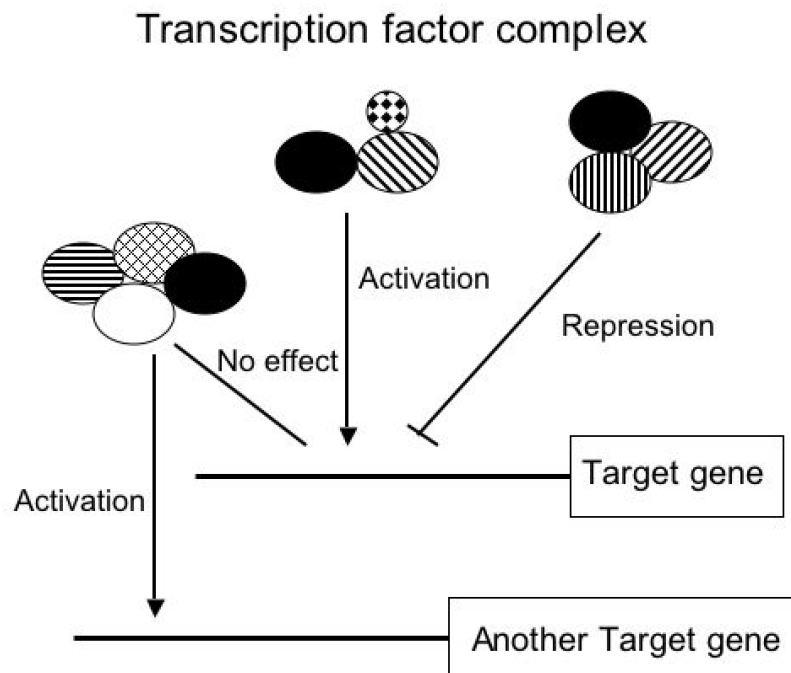 Transcription factor complex
Activation
Repression
No effect
Target gene
Activation
Another Target gene